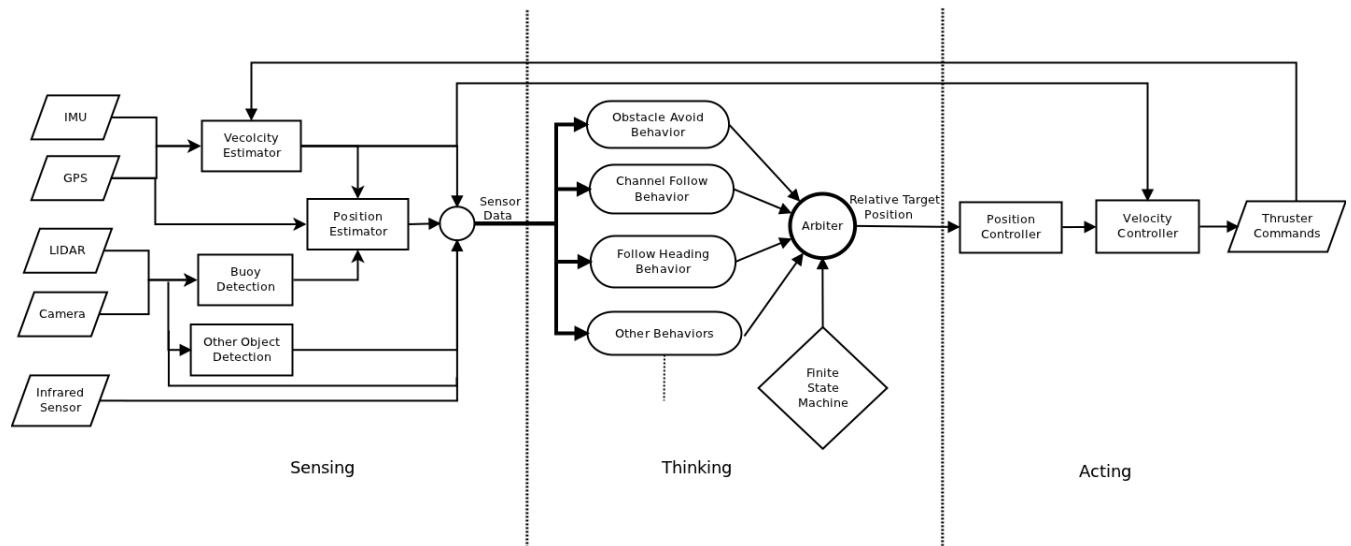 IMU
GPS
LIDAR
Camera
Infrared
Sensor
Vecolcity
Estimator
Position
Estimator
Buoy
Detection
Other Object
Detection
Sensor
Data
Sensing
Obstacle Avoid
Behavior
Channel Follow
Behavior
Follow Heading
Behavior
Other Behaviors
Arbiter
Finite
State
Machine
Relative Target
Position
Thinking
Position
Controller
Velocity
Controller
Thruster
Commands
Acting